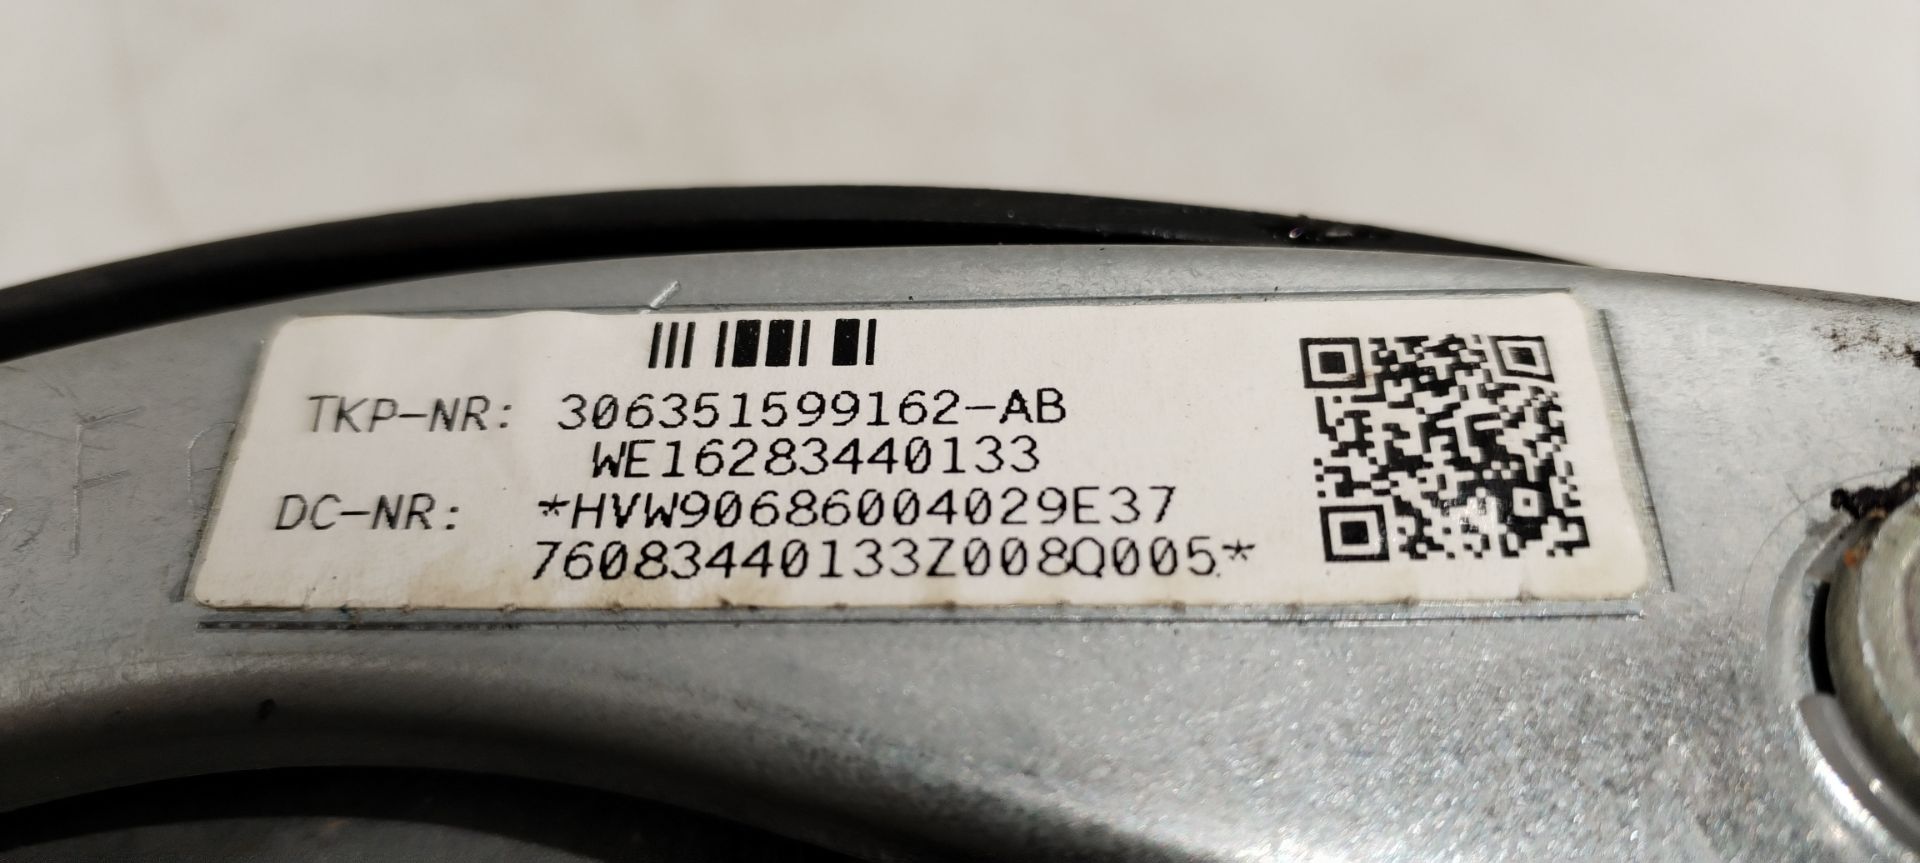 TKP-NR: 306351599162-AB
WE16283440133
DC-NR: *HVW90686004029E37
76083440133Z008Q005*